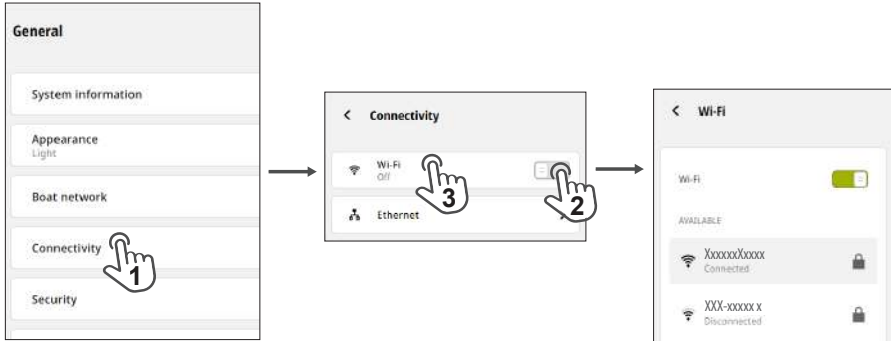 General
System information
Appearance
Light
Boat network
Connectivity
1
Security
< Connectivity
Wi-Fi
Off
3
2
Ethernet
< Wi-Fi
Wi-Fi
AVAILABLE
XxxxxxXxxxx
Connected
XXX-xxxxx x
Disconnected